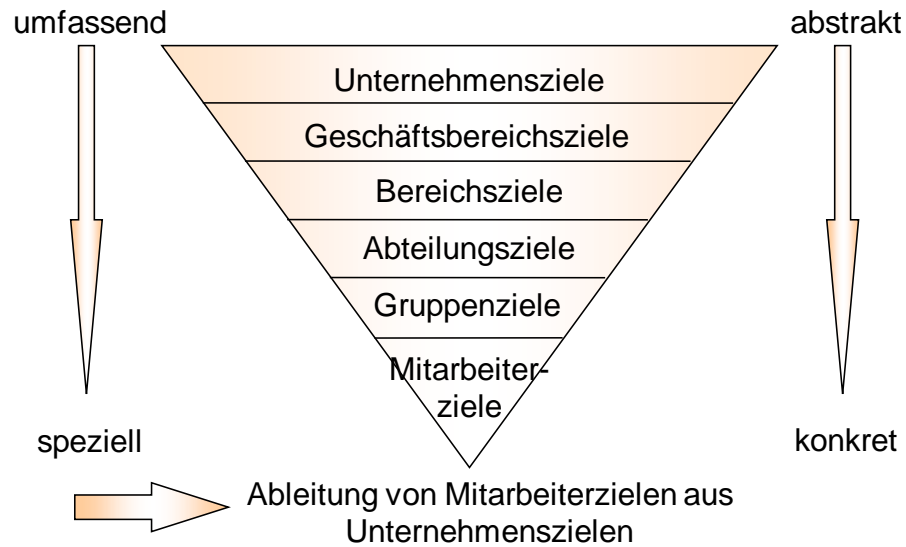 umfassend
abstrakt
Unternehmensziele
Geschäftsbereichsziele
Bereichsziele
Abteilungsziele
Gruppenziele
Mitarbeiter-
ziele
speziell
konkret
Ableitung von Mitarbeiterzielen aus
Unternehmenszielen